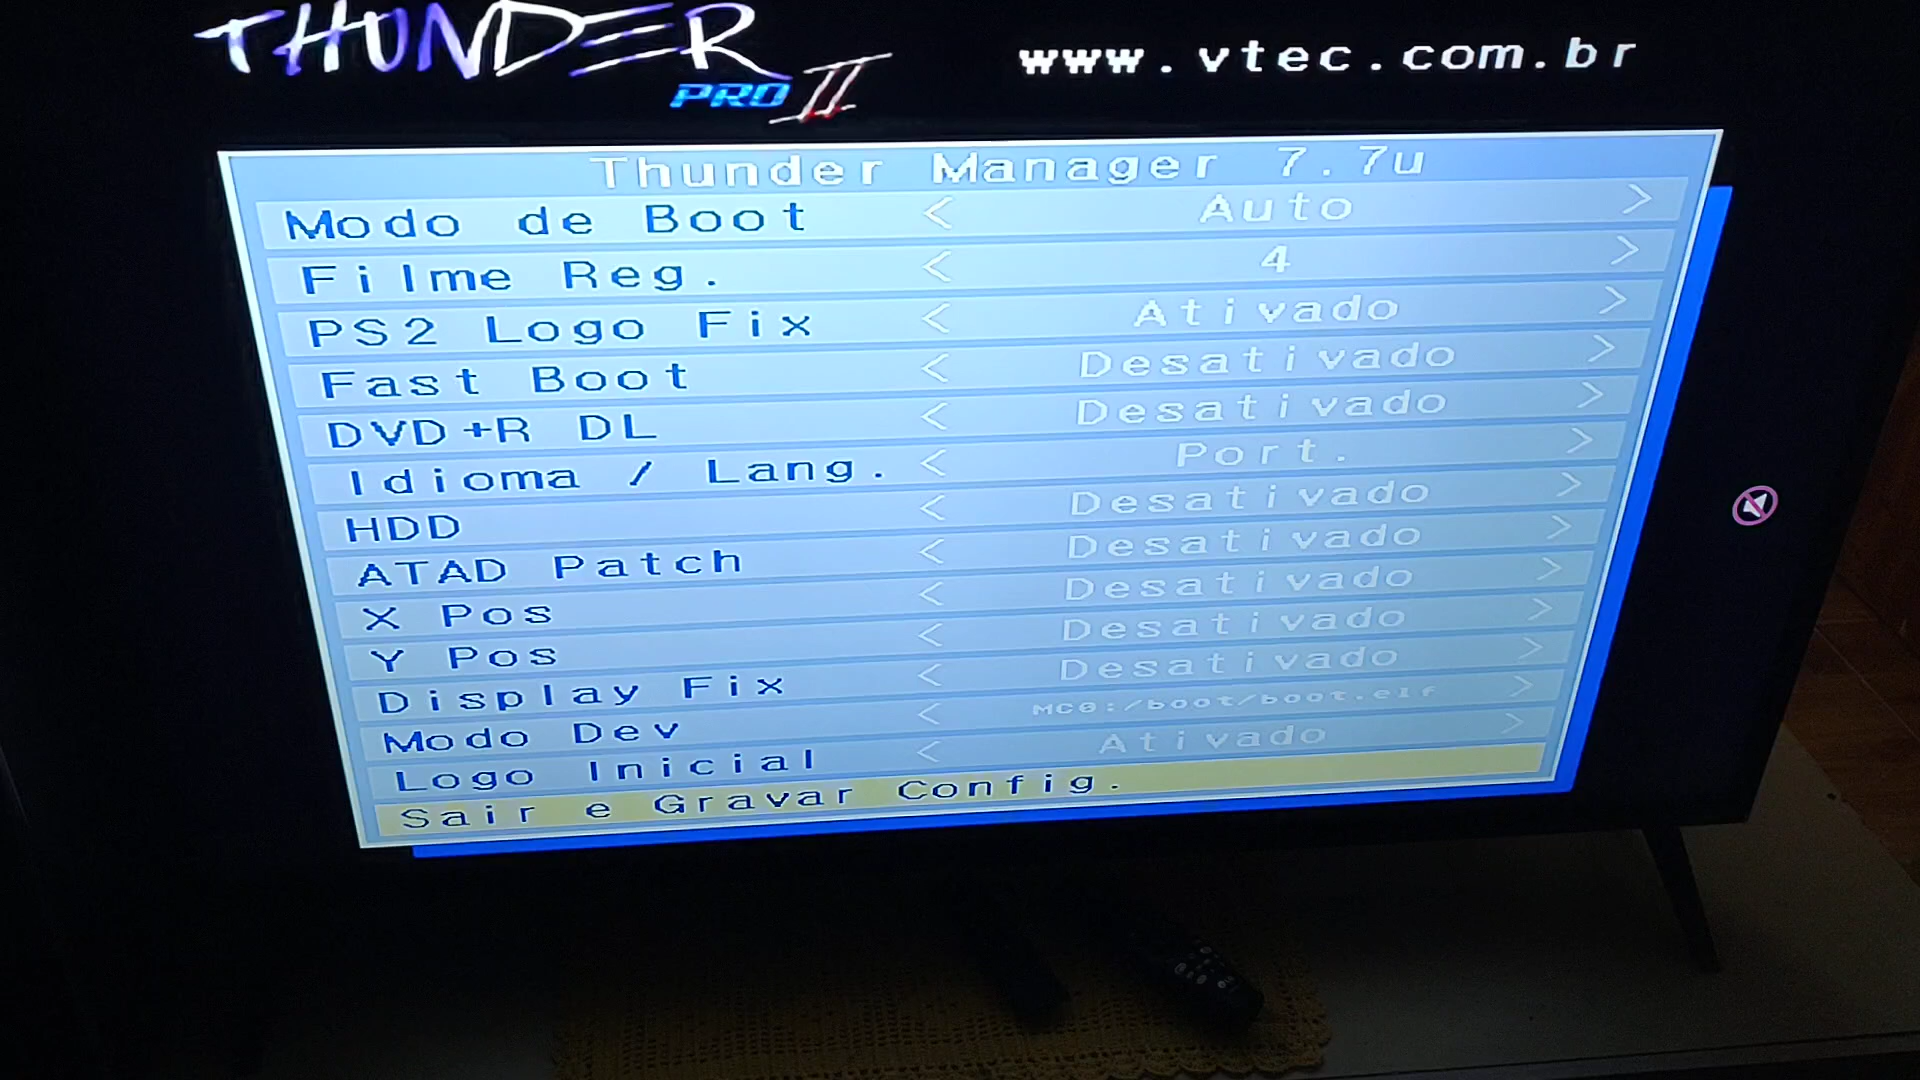 THUNDER
PRO II
www.vtec.com.br
Thunder Manager 7.7u
Modo de Boot < Auto >
Filme Reg. < 4 >
PS2 Logo Fix < Ativado >
Fast Boot < Desativado >
DVD+R DL < Desativado >
Idioma / Lang. < Port. >
HDD < Desativado >
ATAD Patch < Desativado >
X Pos < Desativado >
Y Pos < Desativado >
Display Fix < Desativado >
Modo Dev < MC0:/boot/boot.elf >
Logo Inicial < Ativado >
Sair e Gravar Config.